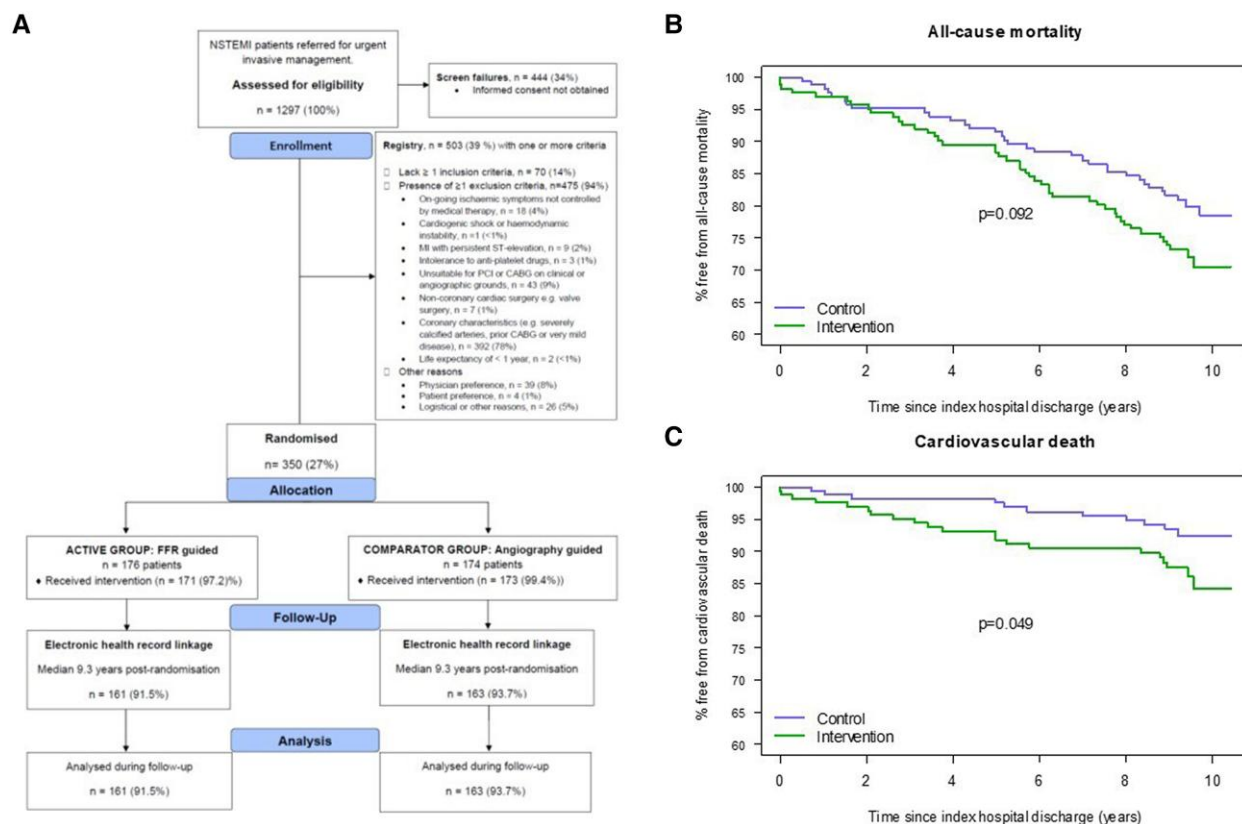 A
NSTEMI patients referred for urgent
invasive management.
Assessed for eligibility
n = 1297 (100%)
Screen failures, n = 444 (34%)
• Informed consent not obtained
Enrollment
Registry, n = 503 (39 %) with one or more criteria
□ Lack ≥ 1 inclusion criteria, n = 70 (14%)
□ Presence of ≥1 exclusion criteria, n=475 (94%)
• On-going ischaemic symptoms not controlled
by medical therapy, n = 18 (4%)
• Cardiogenic shock or haemodynamic
instability, n =1 (<1%)
• MI with persistent ST-elevation, n = 9 (2%)
• Intolerance to anti-platelet drugs, n = 3 (1%)
• Unsuitable for PCI or CABG on clinical or
angiographic grounds, n = 43 (9%)
• Non-coronary cardiac surgery e.g. valve
surgery, n = 7 (1%)
• Coronary characteristics (e.g. severely
calcified arteries, prior CABG or very mild
disease), n = 392 (78%)
• Life expectancy of < 1 year, n = 2 (<1%)
□ Other reasons
• Physician preference, n = 39 (8%)
• Patient preference, n = 4 (1%)
• Logistical or other reasons, n = 26 (5%)
Randomised
n= 350 (27%)
Allocation
ACTIVE GROUP: FFR guided
n = 176 patients
♦ Received intervention (n = 171 (97.2)%)
COMPARATOR GROUP: Angiography guided
n = 174 patients
♦ Received intervention (n = 173 (99.4%))
Follow-Up
Electronic health record linkage
Median 9.3 years post-randomisation
n = 161 (91.5%)
Electronic health record linkage
Median 9.3 years post-randomisation
n = 163 (93.7%)
Analysis
Analysed during follow-up
n = 161 (91.5%)
Analysed during follow-up
n = 163 (93.7%)
B
All-cause mortality
% free from all-cause mortality
100
95
90
85
80
75
70
65
60
p=0.092
Control
Intervention
0 2 4 6 8 10
Time since index hospital discharge (years)
C
Cardiovascular death
% free from cardiovascular death
100
95
90
85
80
75
70
65
60
p=0.049
Control
Intervention
0 2 4 6 8 10
Time since index hospital discharge (years)